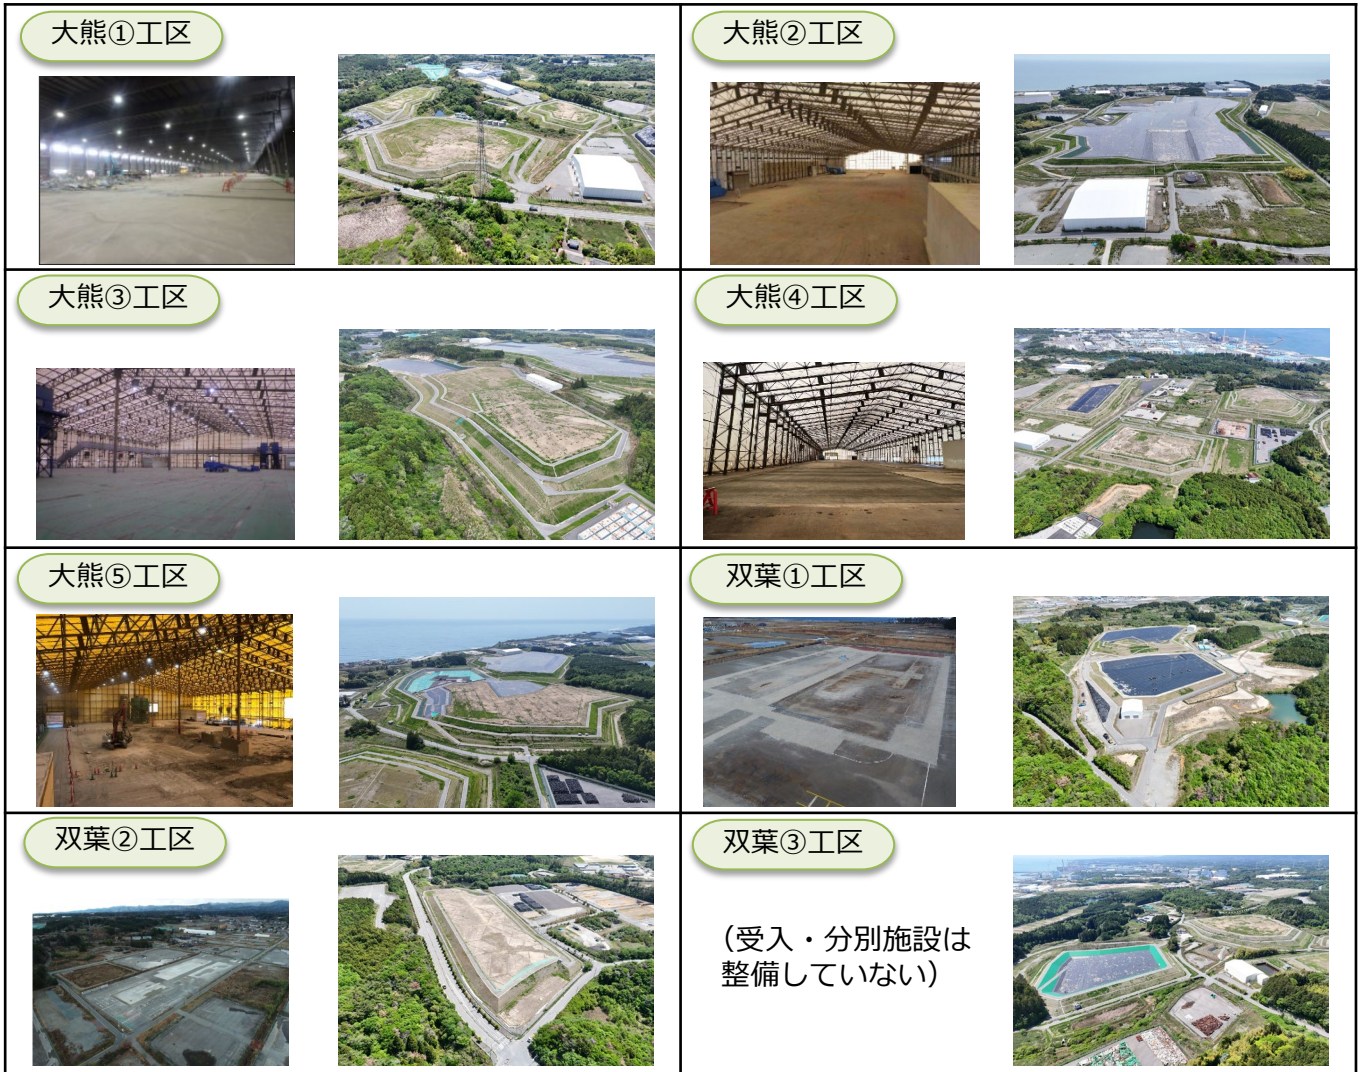 大熊①工区
大熊②工区
大熊③工区
大熊④工区
大熊⑤工区
双葉①工区
双葉②工区
双葉③工区
（受入・分別施設は
整備していない）